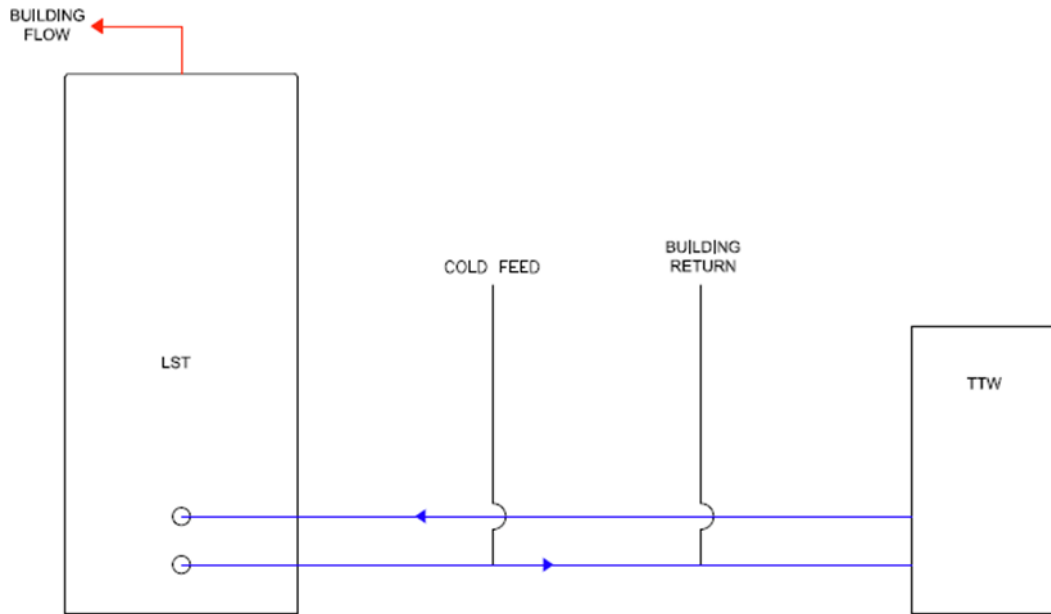 BUILDING
FLOW
COLD FEED
BUILDING
RETURN
LST
TTW